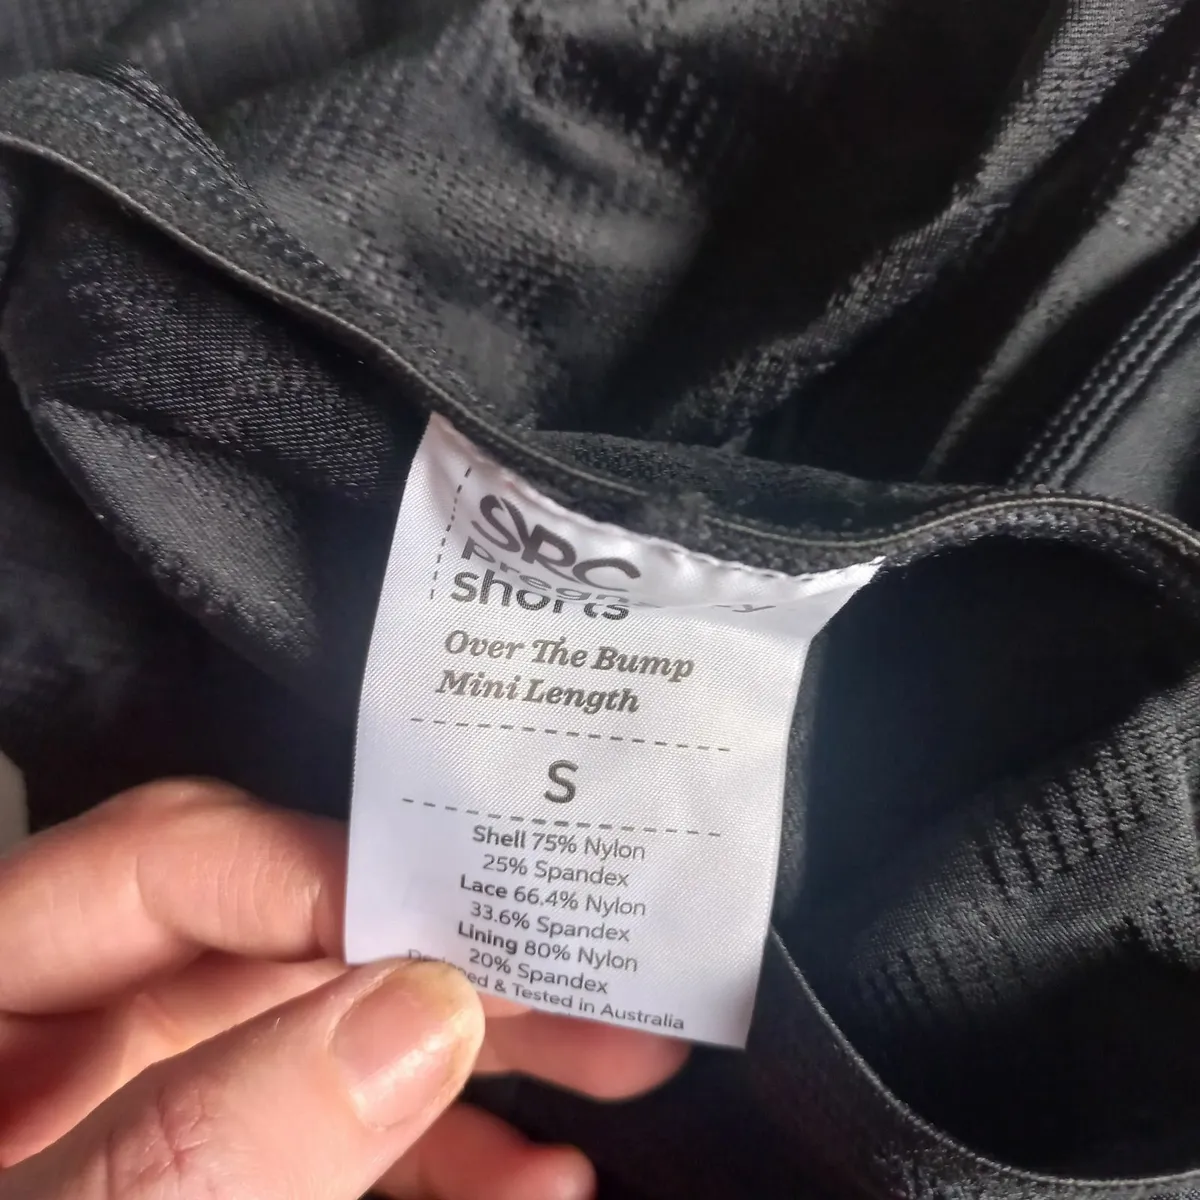 SRC
pregnancy
shorts
Over The Bump
Mini Length
S
Shell 75% Nylon
25% Spandex
Lace 66.4% Nylon
33.6% Spandex
Lining 80% Nylon
20% Spandex
& Tested in Australia